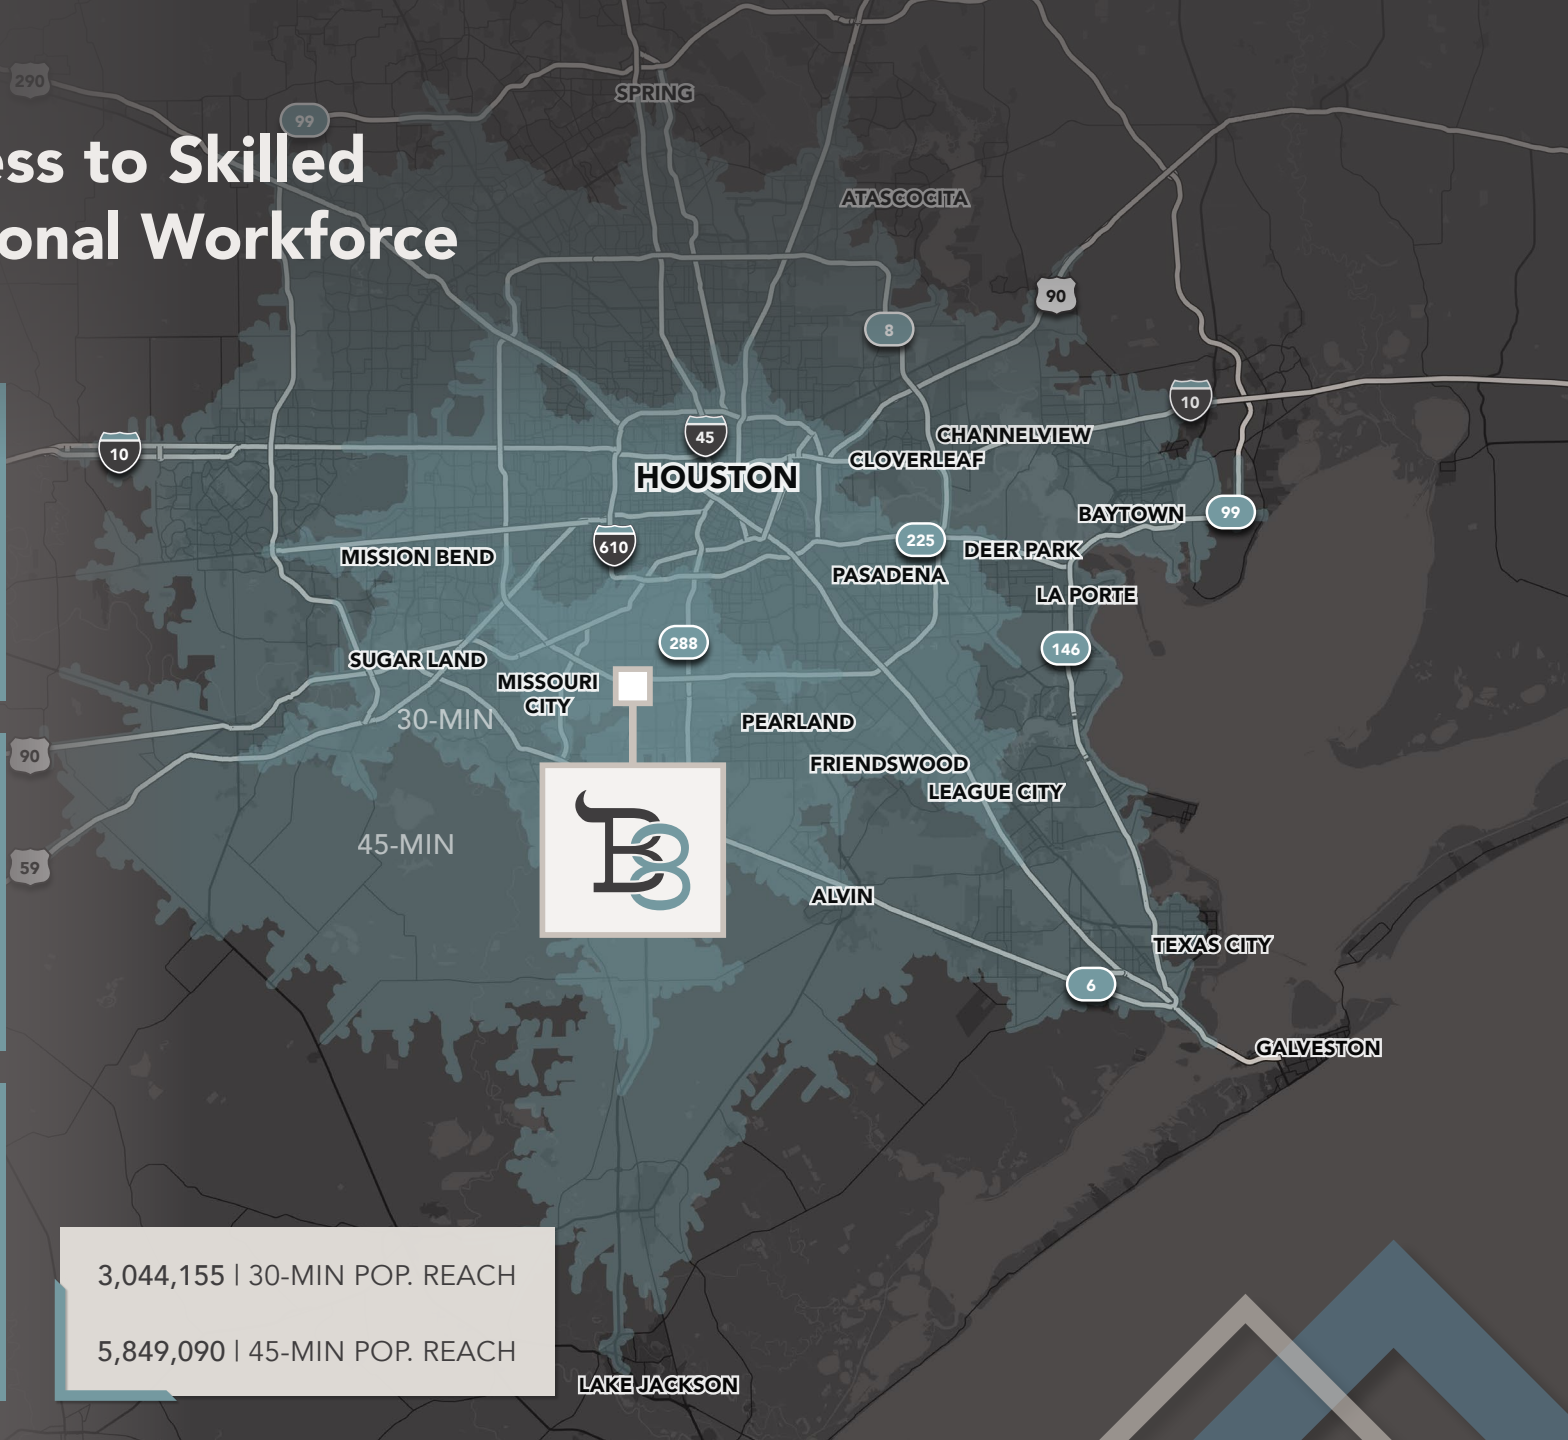 290
SPRING
99
ess to Skilled
ional Workforce
ATASCOCITA
90
8
10
45
10
CHANNELVIEW
CLOVERLEAF
HOUSTON
BAYTOWN
99
225
610
MISSION BEND
DEER PARK
PASADENA
LA PORTE
288
146
SUGAR LAND
MISSOURI
CITY
30-MIN
PEARLAND
90
FRIENDSWOOD
LEAGUE CITY
45-MIN
B8
59
ALVIN
TEXAS CITY
6
GALVESTON
3,044,155 | 30-MIN POP. REACH
5,849,090 | 45-MIN POP. REACH
LAKE JACKSON